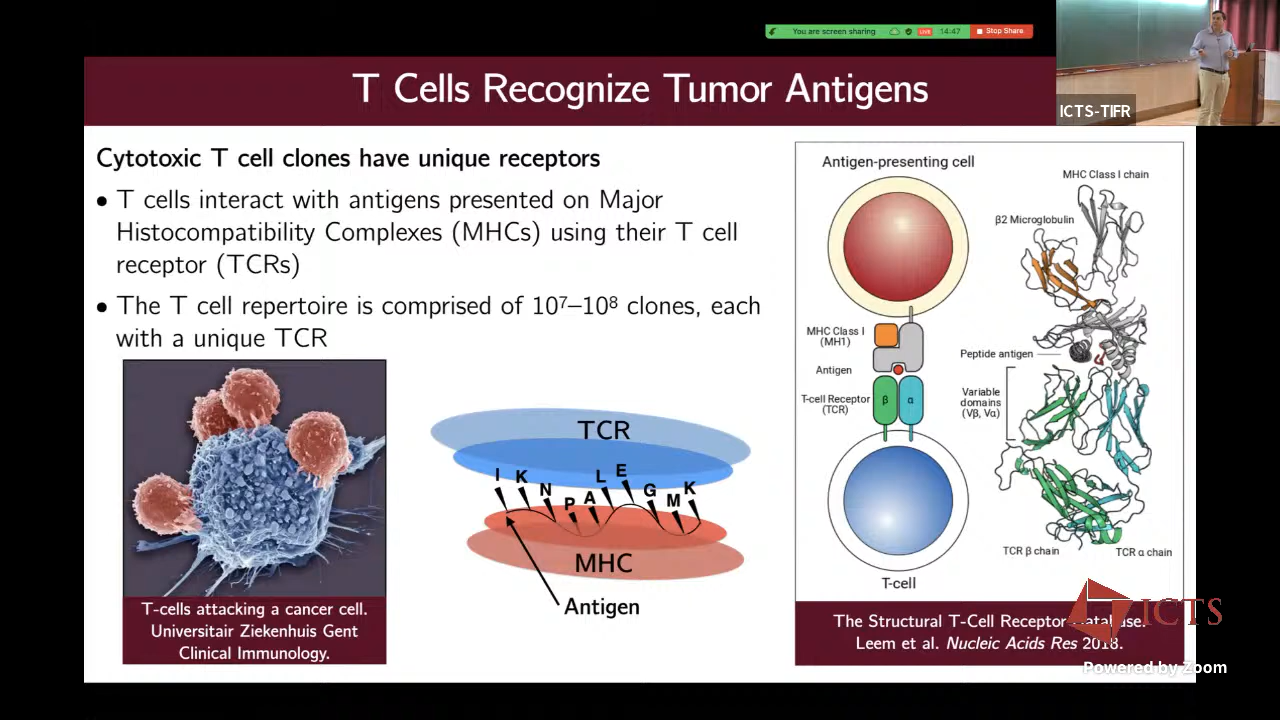 You are screen sharing
LIVE
14:47
Stop Share
ICTS-TIFR
T Cells Recognize Tumor Antigens
Cytotoxic T cell clones have unique receptors
• T cells interact with antigens presented on Major
Histocompatibility Complexes (MHCs) using their T cell
receptor (TCRs)
• The T cell repertoire is comprised of 10⁷–10⁸ clones, each
with a unique TCR
T-cells attacking a cancer cell.
Universitair Ziekenhuis Gent
Clinical Immunology.
TCR
I K N P A L E G M K
MHC
Antigen
Antigen-presenting cell
MHC Class I
(MH1)
Antigen
T-cell Receptor
(TCR)
β α
T-cell
MHC Class I chain
β2 Microglobulin
Peptide antigen
Variable
domains
(Vβ, Vα)
TCR β chain
TCR α chain
The Structural T-Cell Receptor Database.
Leem et al. Nucleic Acids Res 2018.
ICTS
Powered by Zoom